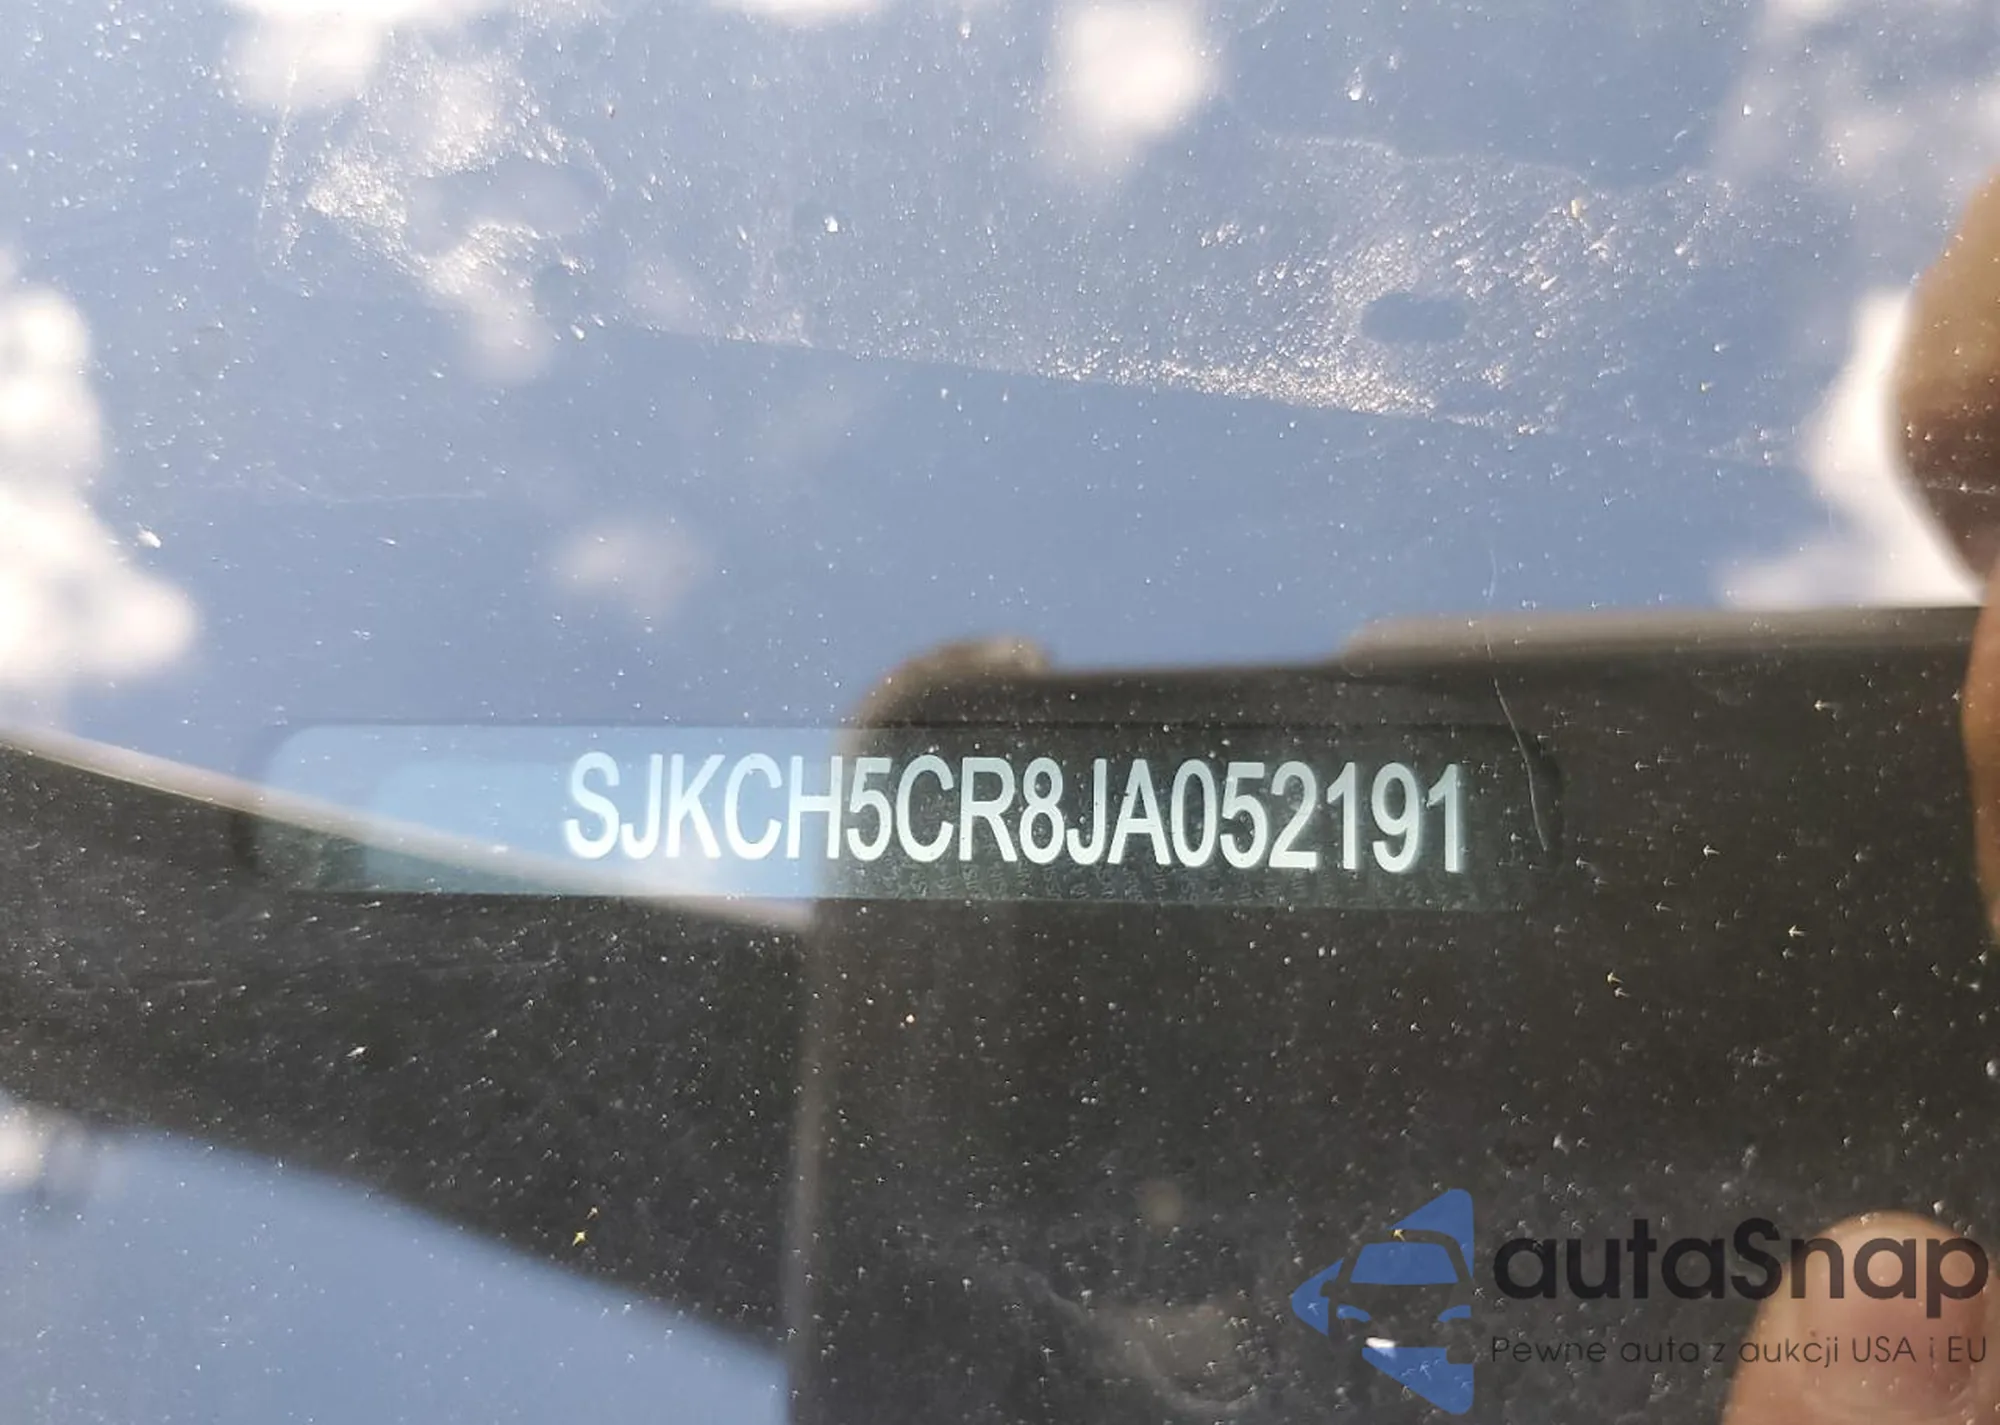 SJKCH5CR8JA052191
autaSnap
Pewne auta z aukcji USA i EU